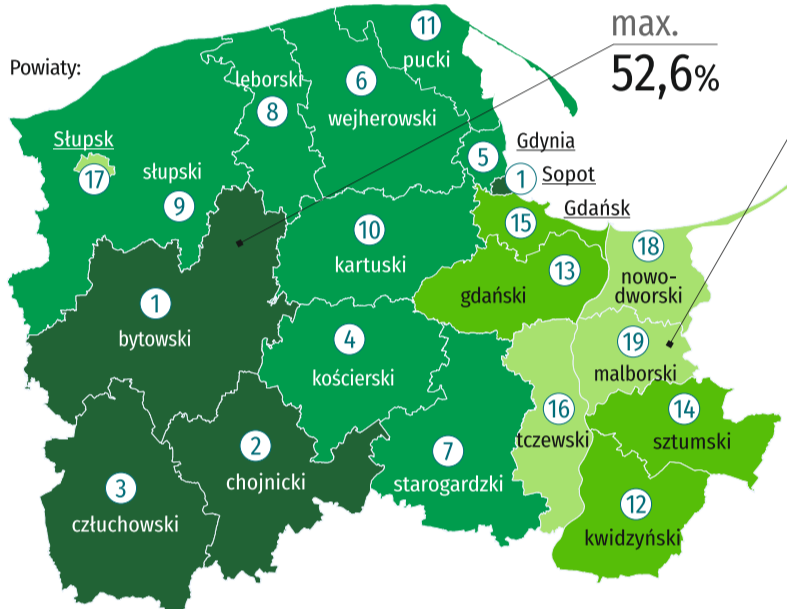 max.
52,6%
Powiaty:
11
pucki
6
wejherowski
lęborski
8
Słupsk
17
słupski
9
5
Gdynia
1
Sopot
Gdańsk
15
10
kartuski
13
gdański
18
nowo-
dworski
1
bytowski
4
kościerski
19
malborski
16
tczewski
14
sztumski
2
chojnicki
7
starogardzki
3
człuchowski
12
kwidzyński